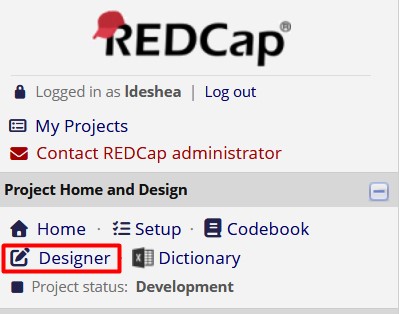 REDCap®
Logged in as ldeshea | Log out
My Projects
Contact REDCap administrator
Project Home and Design
Home · Setup · Codebook
Designer · Dictionary
Project status: Development